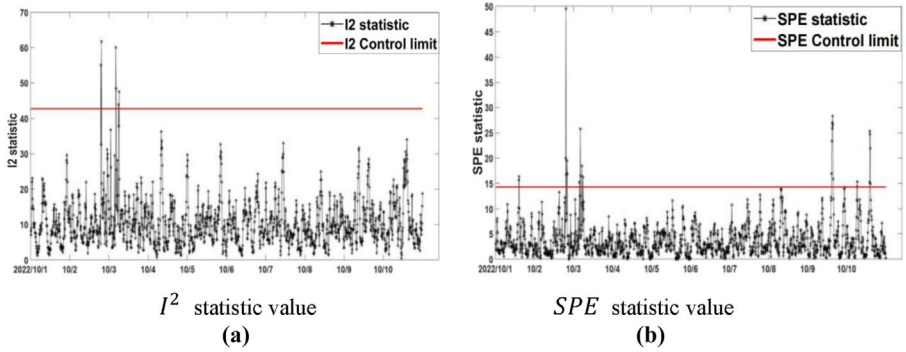 70
60
50
40
30
20
10
0
I2 statistic
I2 statistic
I2 Control limit
2022/10/1 10/2 10/3 10/4 10/5 10/6 10/7 10/8 10/9 10/10
50
45
40
35
30
25
20
15
10
5
0
SPE statistic
SPE statistic
SPE Control limit
2022/10/1 10/2 10/3 10/4 10/5 10/6 10/7 10/8 10/9 10/10
I² statistic value
(a)
SPE statistic value
(b)